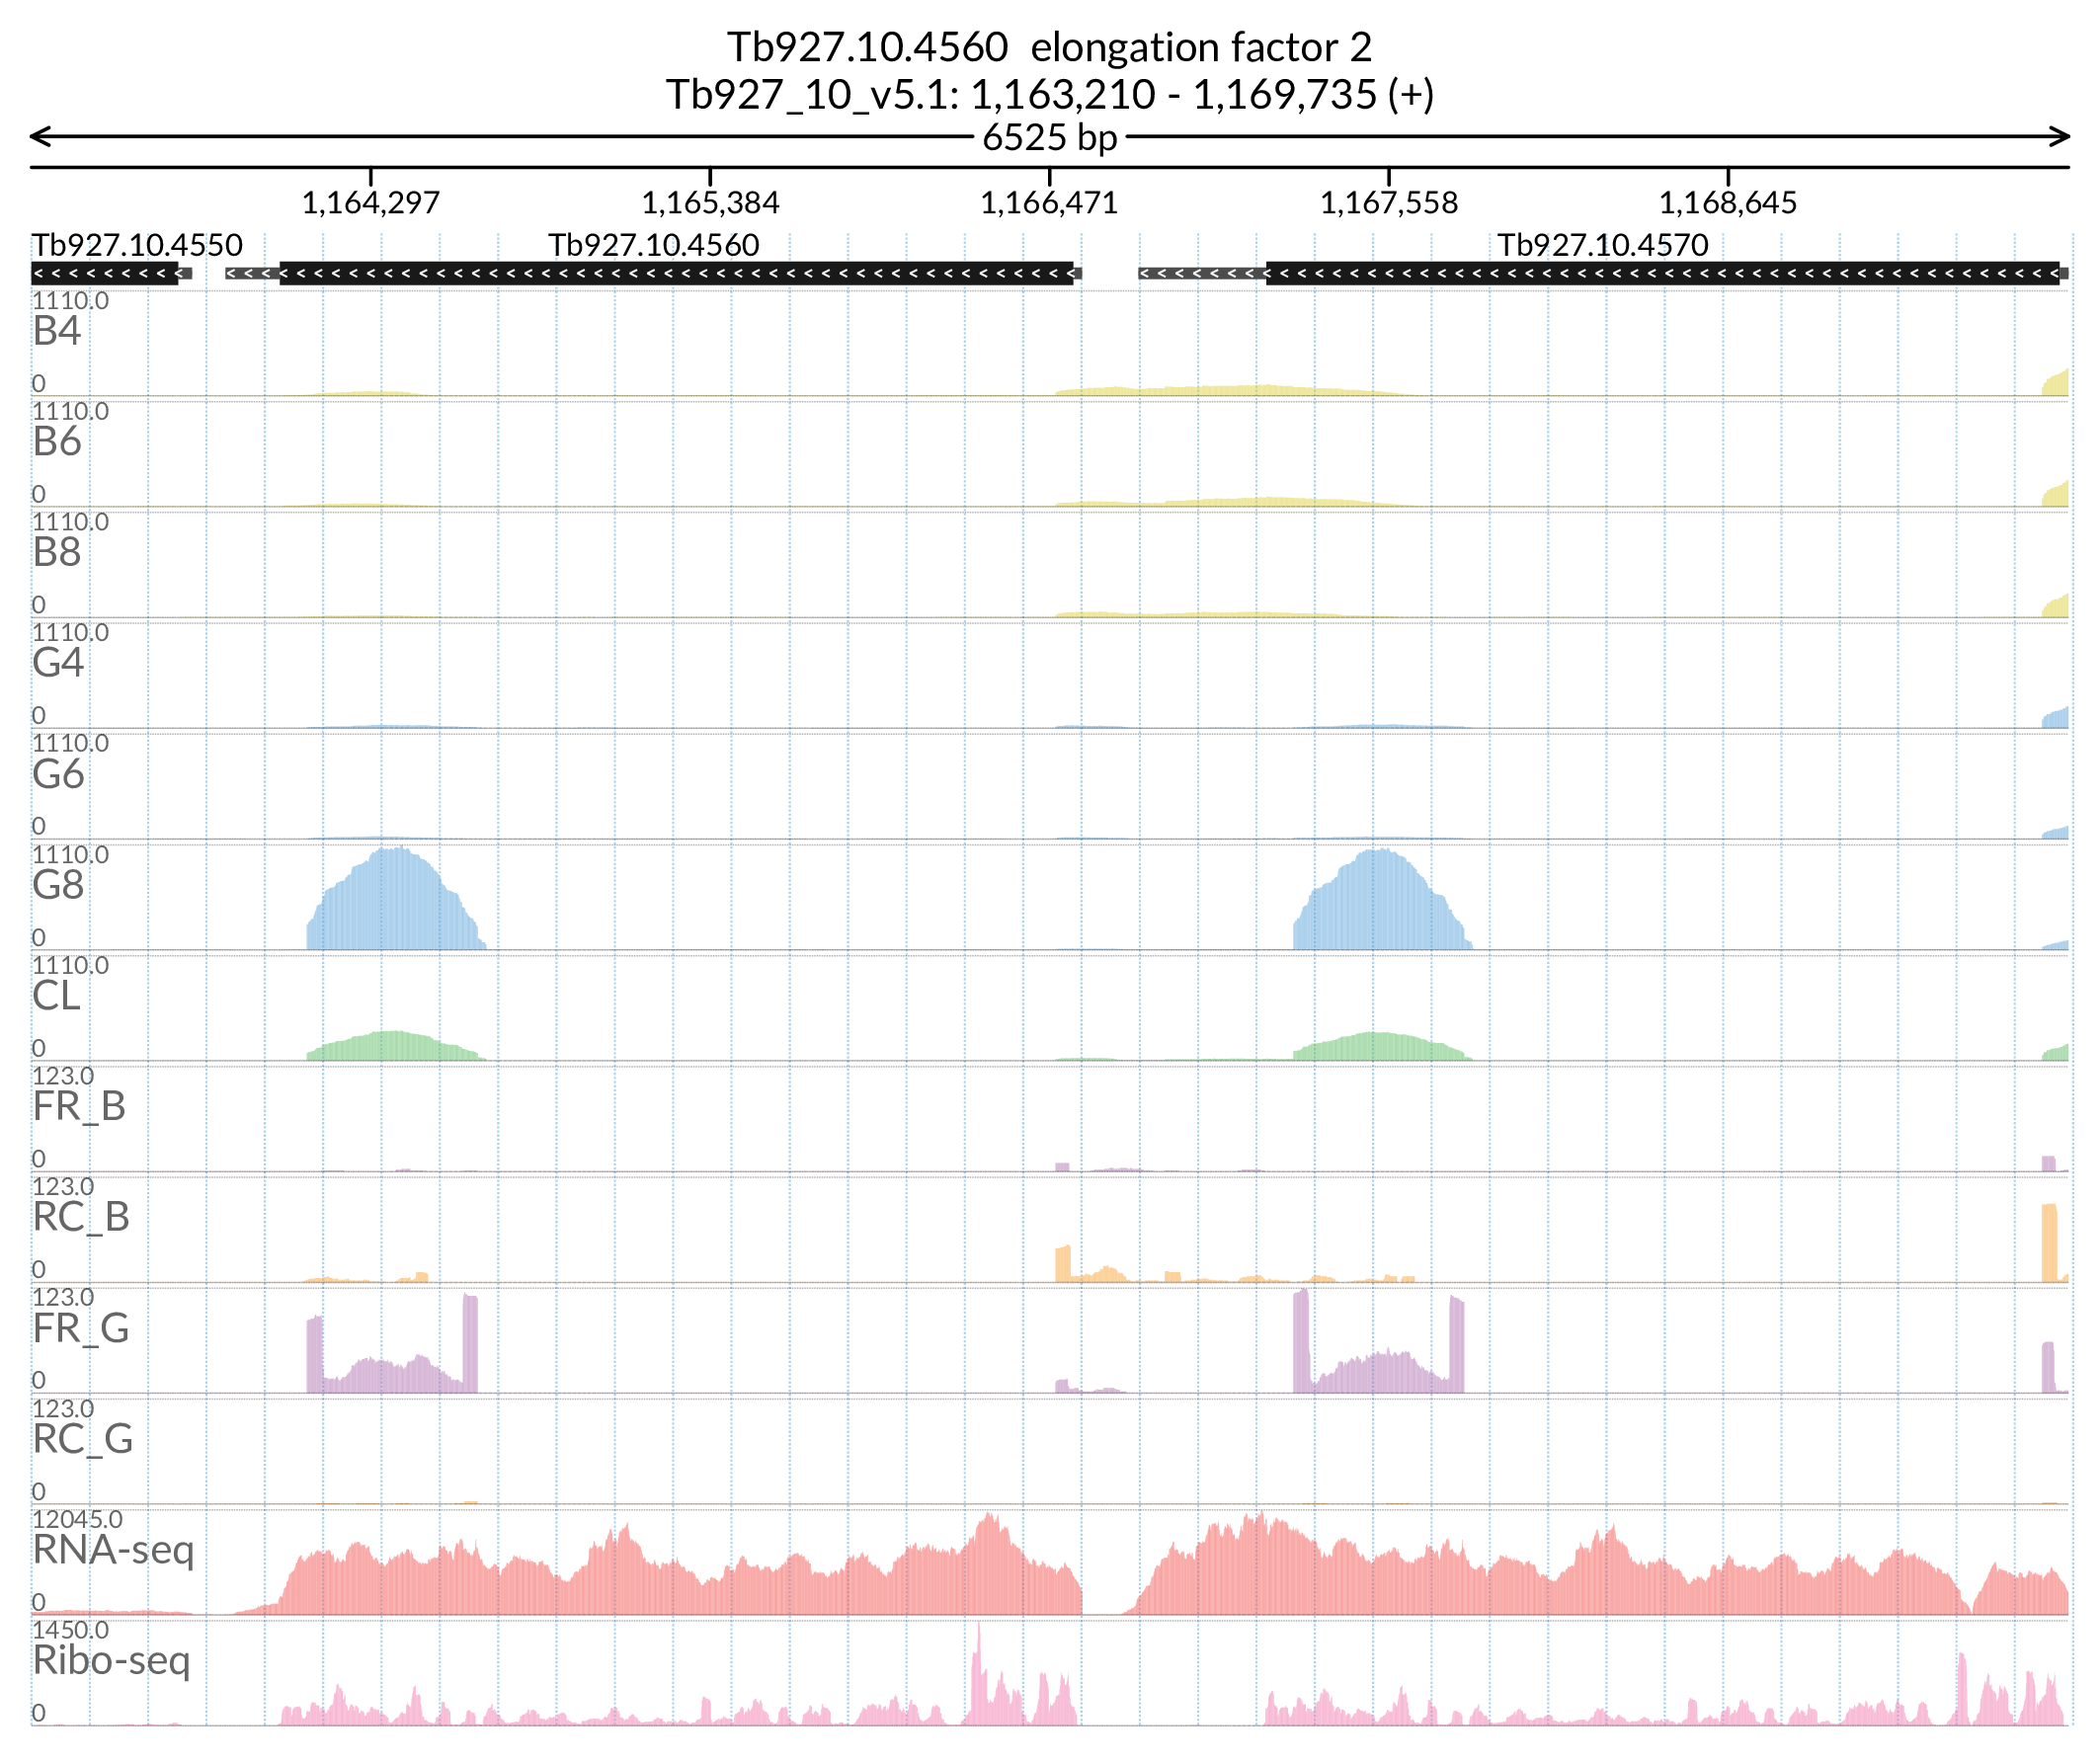 Tb927.10.4560 elongation factor 2
Tb927_10_v5.1: 1,163,210 - 1,169,735 (+)
6525 bp
1,164,297 1,165,384 1,166,471 1,167,558 1,168,645
Tb927.10.4550 Tb927.10.4560 Tb927.10.4570
1110.0
B4
0
1110.0
B6
0
1110.0
B8
0
1110.0
G4
0
1110.0
G6
0
1110.0
G8
0
1110.0
CL
0
123.0
FR_B
0
123.0
RC_B
0
123.0
FR_G
0
123.0
RC_G
0
12045.0
RNA-seq
0
1450.0
Ribo-seq
0